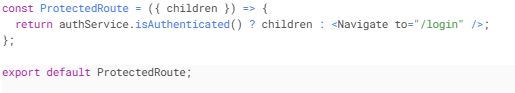 const ProtectedRoute = ({ children }) => {
  return authService.isAuthenticated() ? children : <Navigate to="/login" />;
};

export default ProtectedRoute;